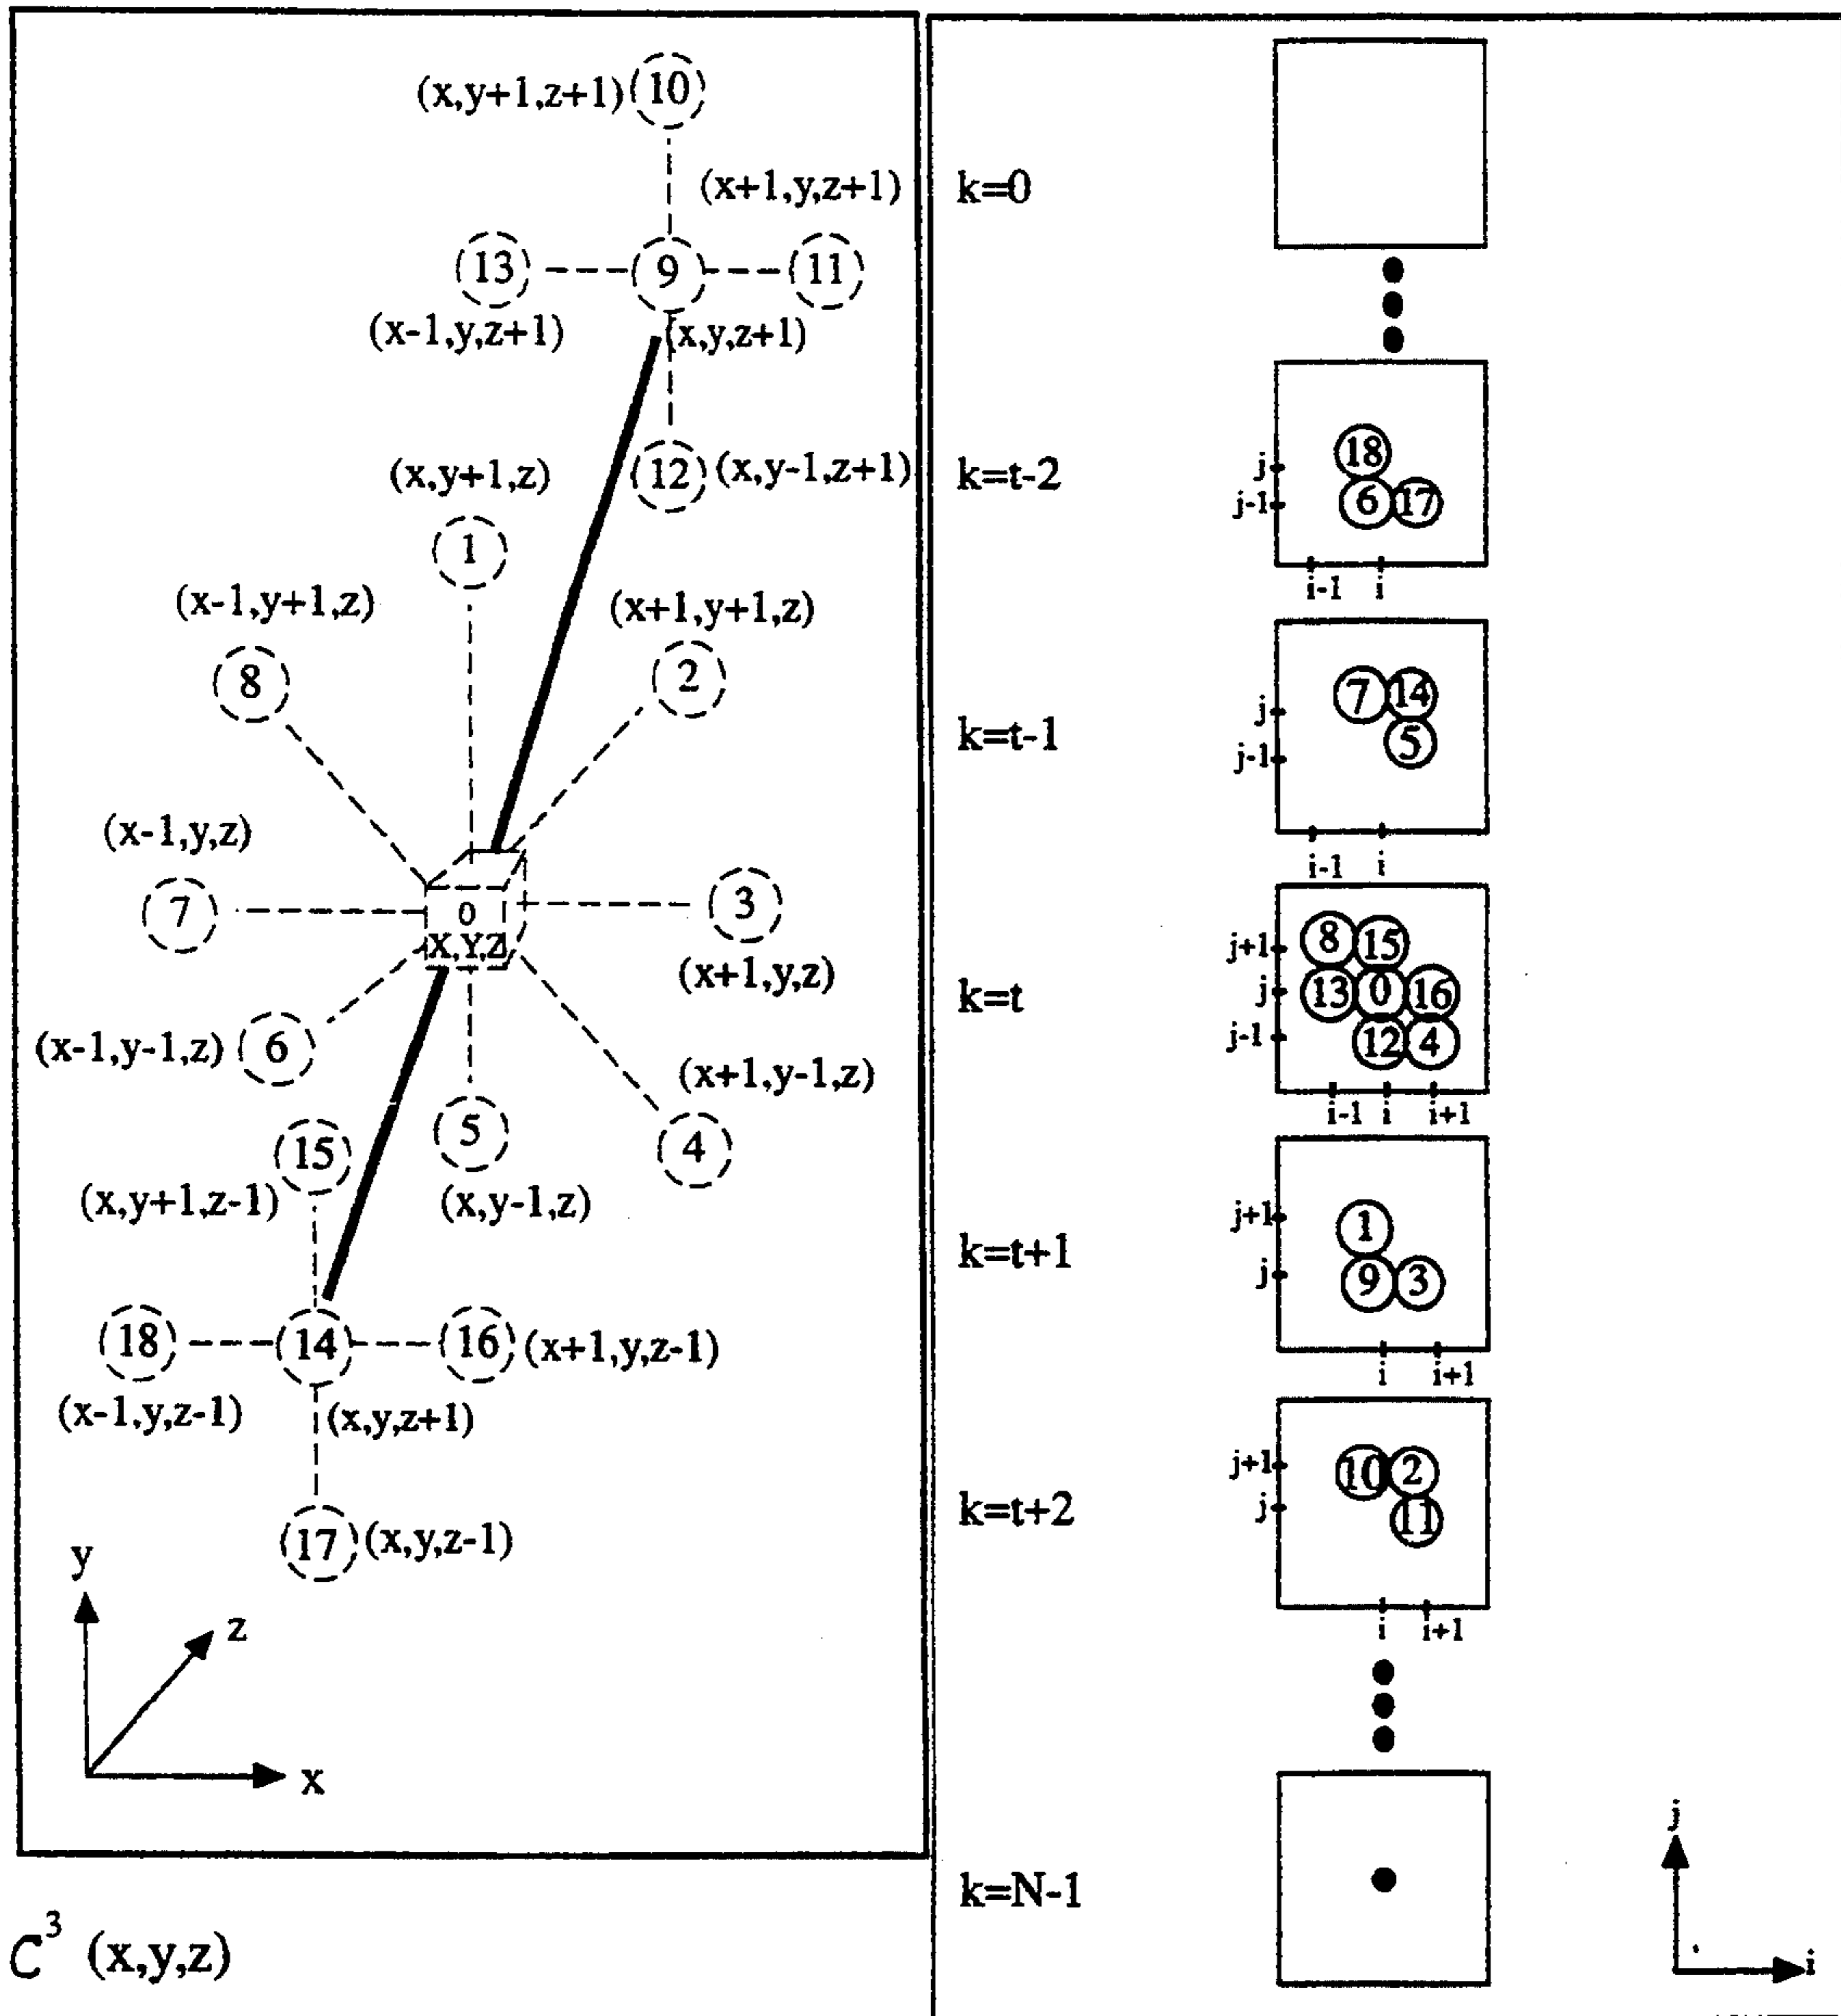 (x,y+1,z+1) 10
(x+1,y,z+1)
13 9 11
(x-1,y,z+1) (x,y,z+1)
(x,y+1,z) 12 (x,y-1,z+1)
1
(x-1,y+1,z) (x+1,y+1,z)
8 2
(x-1,y,z)
7 0 3
X,Y,Z
(x+1,y,z)
(x-1,y-1,z) 6
(x+1,y-1,z)
5 4
15
(x,y+1,z-1) (x,y-1,z)
18 14 16 (x+1,y,z-1)
(x-1,y,z-1) (x,y,z+1)
17 (x,y,z-1)
y
z
x
C³ (x,y,z)
k=0
k=t-2
18
j
j-1 6 17
i-1 i
k=t-1
7 14
j
5
j-1
i-1 i
k=t
j+1 8 15
j 13 0 16
j-1 12 4
i-1 i i+1
k=t+1
j+1 1
j 9 3
i i+1
k=t+2
j+1 10 2
j 11
i i+1
k=N-1
j
i